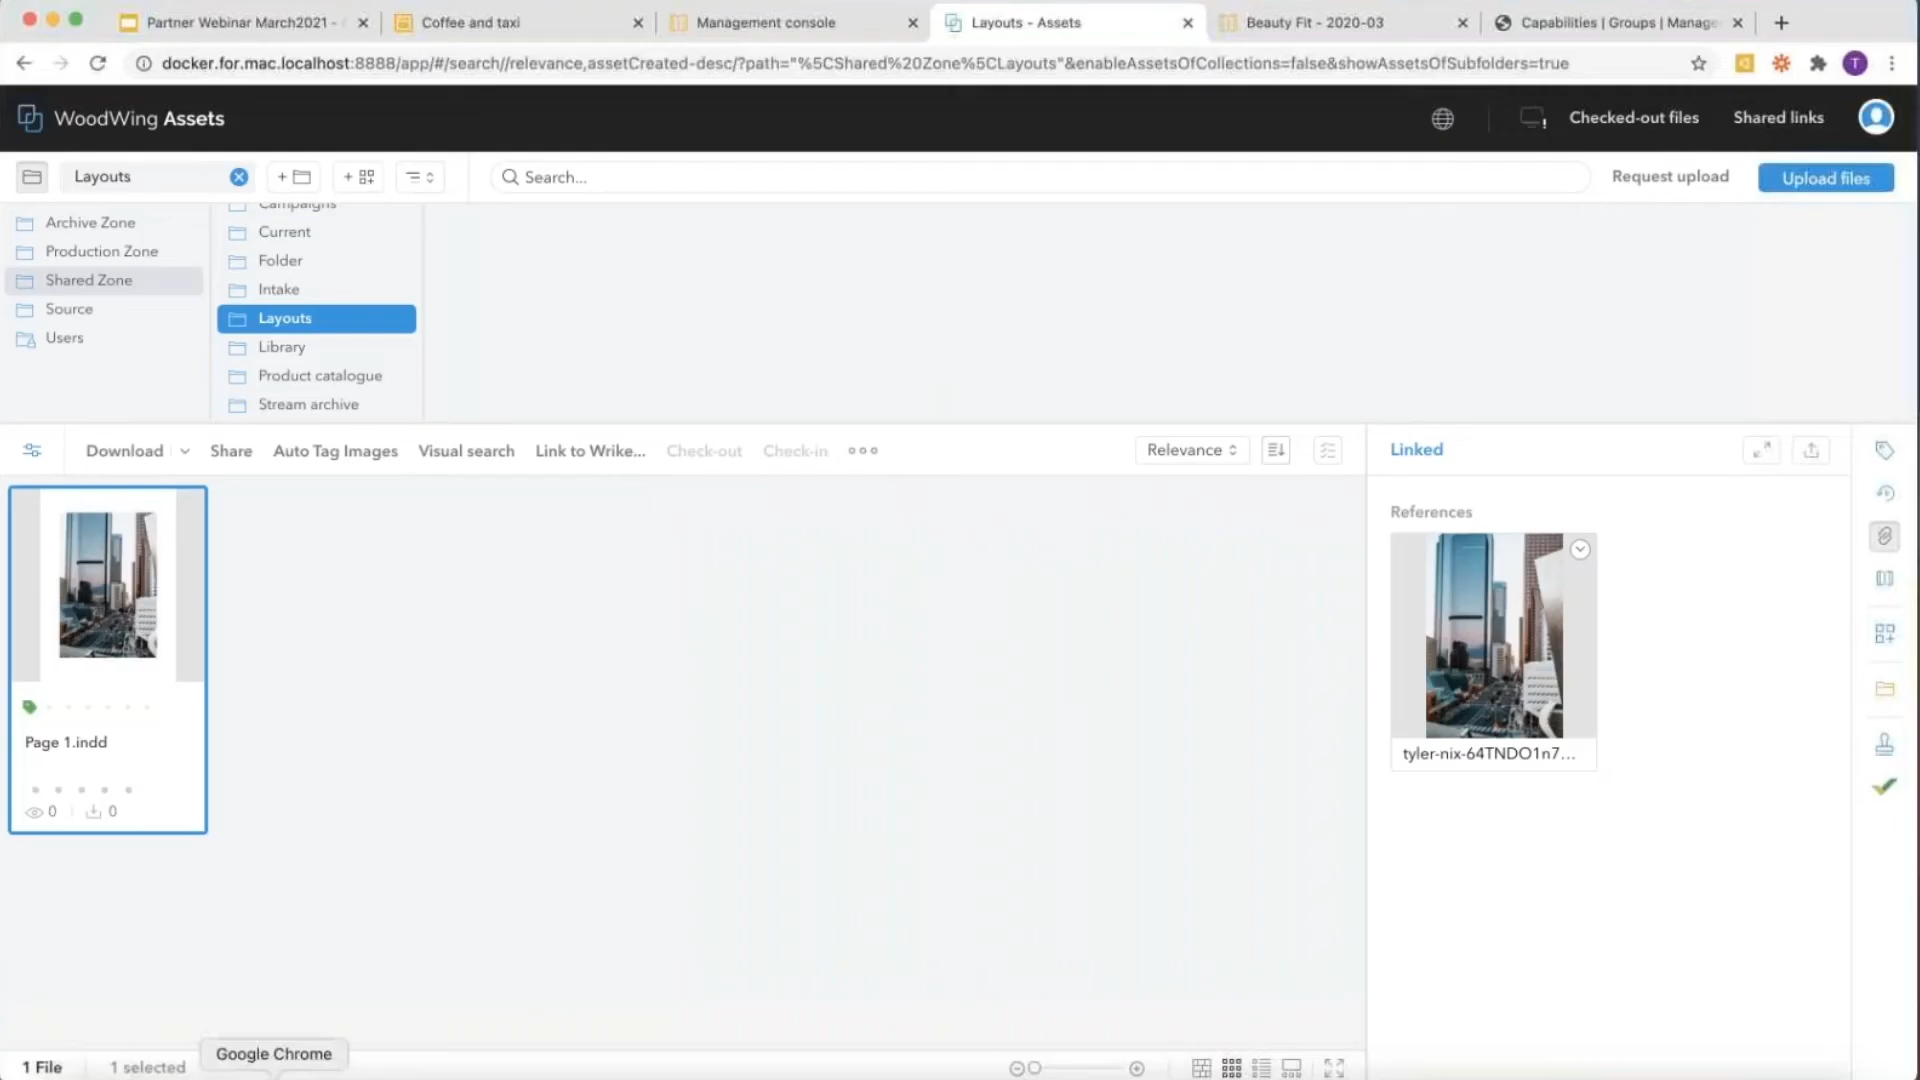 Partner Webinar March2021 -
Coffee and taxi
Management console
Layouts - Assets
Beauty Fit - 2020-03
Capabilities | Groups | Manage
docker.for.mac.localhost:8888/app/#/search//relevance,assetCreated-desc/?path="%5CShared%20Zone%5CLayouts"&enableAssetsOfCollections=false&showAssetsOfSubfolders=true
T
WoodWing Assets
Checked-out files
Shared links
Layouts
Search...
Request upload
Upload files
Archive Zone
Production Zone
Shared Zone
Source
Users
Campaigns
Current
Folder
Intake
Layouts
Library
Product catalogue
Stream archive
Download
Share
Auto Tag Images
Visual search
Link to Wrike...
Check-out
Check-in
Relevance
Linked
References
tyler-nix-64TNDO1n7...
Page 1.indd
0
0
1 File
1 selected
Google Chrome